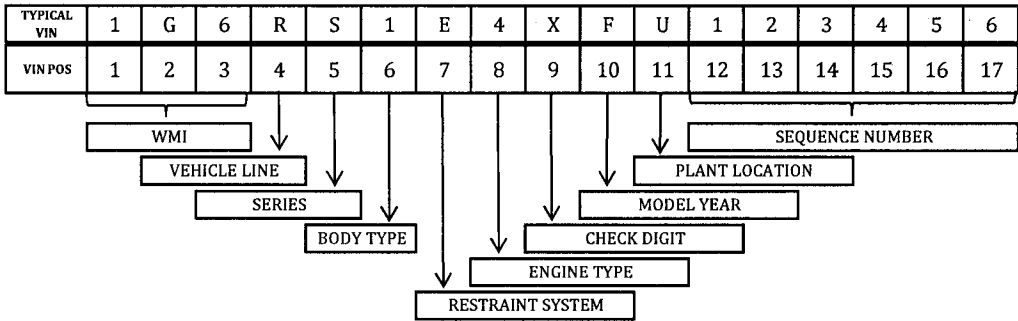 TYPICAL VIN 1 G 6 R S 1 E 4 X F U 1 2 3 4 5 6
VIN POS 1 2 3 4 5 6 7 8 9 10 11 12 13 14 15 16 17
WMI SEQUENCE NUMBER
VEHICLE LINE PLANT LOCATION
SERIES MODEL YEAR
BODY TYPE CHECK DIGIT
ENGINE TYPE
RESTRAINT SYSTEM